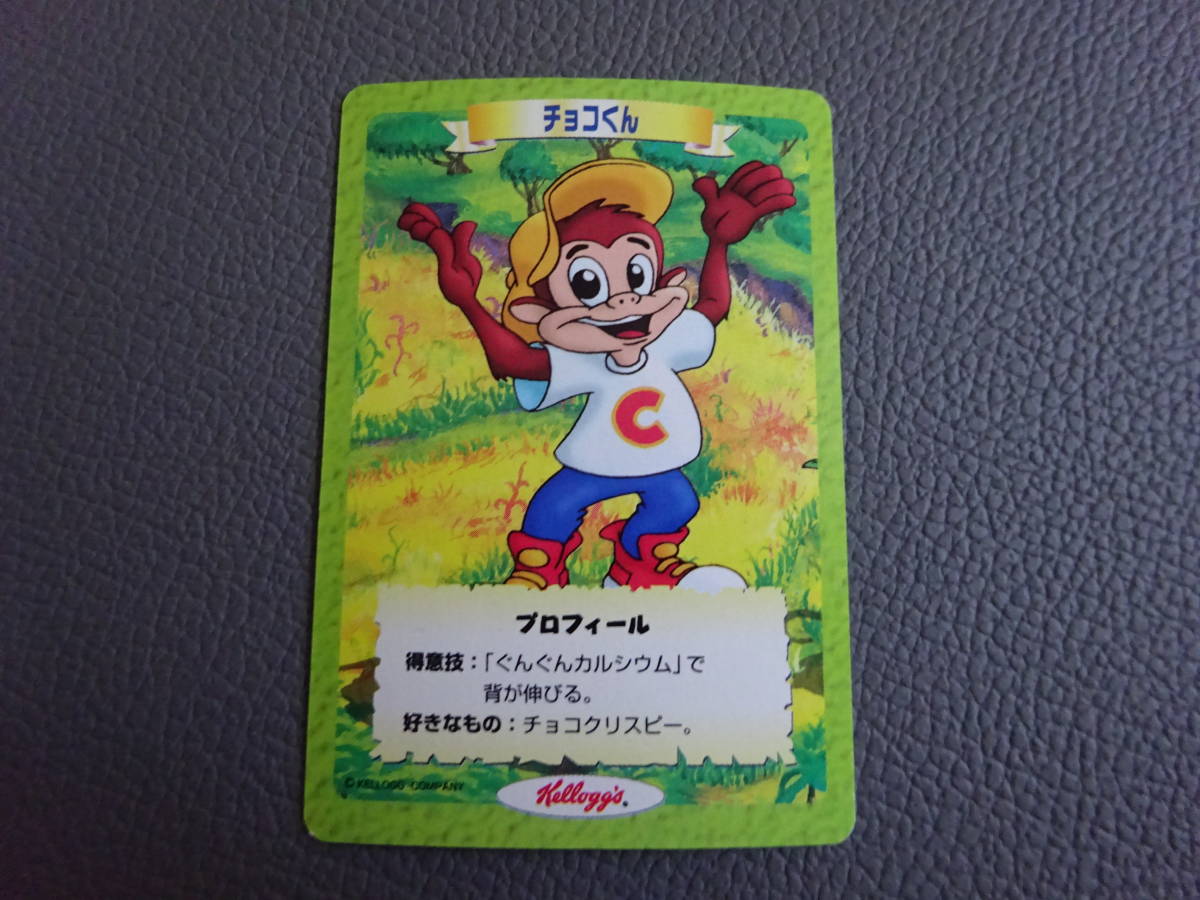 チョコくん
C
プロフィール
得意技：「ぐんぐんカルシウム」で
背が伸びる。
好きなもの：チョコクリスピー。
© KELLOGG COMPANY
Kellogg's®